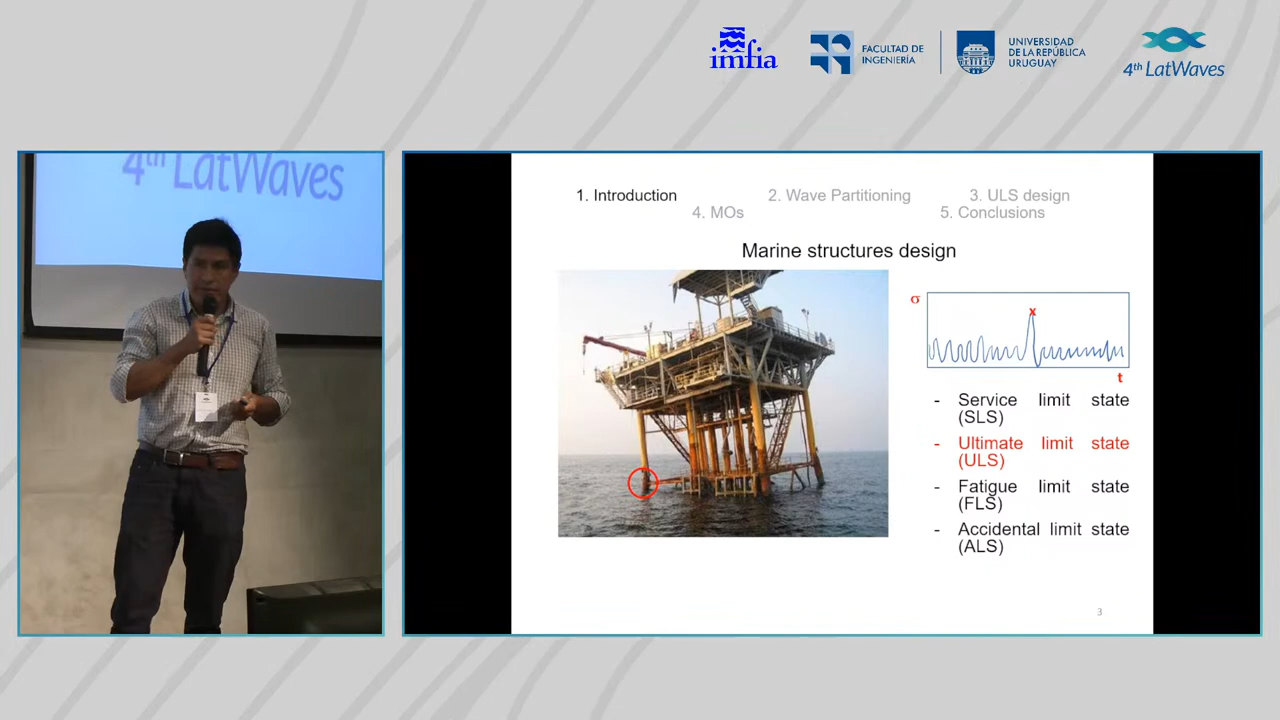 imfia
FACULTAD DE
INGENIERÍA
UNIVERSIDAD
DE LA REPÚBLICA
URUGUAY
4th LatWaves
4th LatWaves
1. Introduction
2. Wave Partitioning
3. ULS design
4. MOs
5. Conclusions
Marine structures design
σ
x
t
- Service limit state
(SLS)
- Ultimate limit state
(ULS)
- Fatigue limit state
(FLS)
- Accidental limit state
(ALS)
3